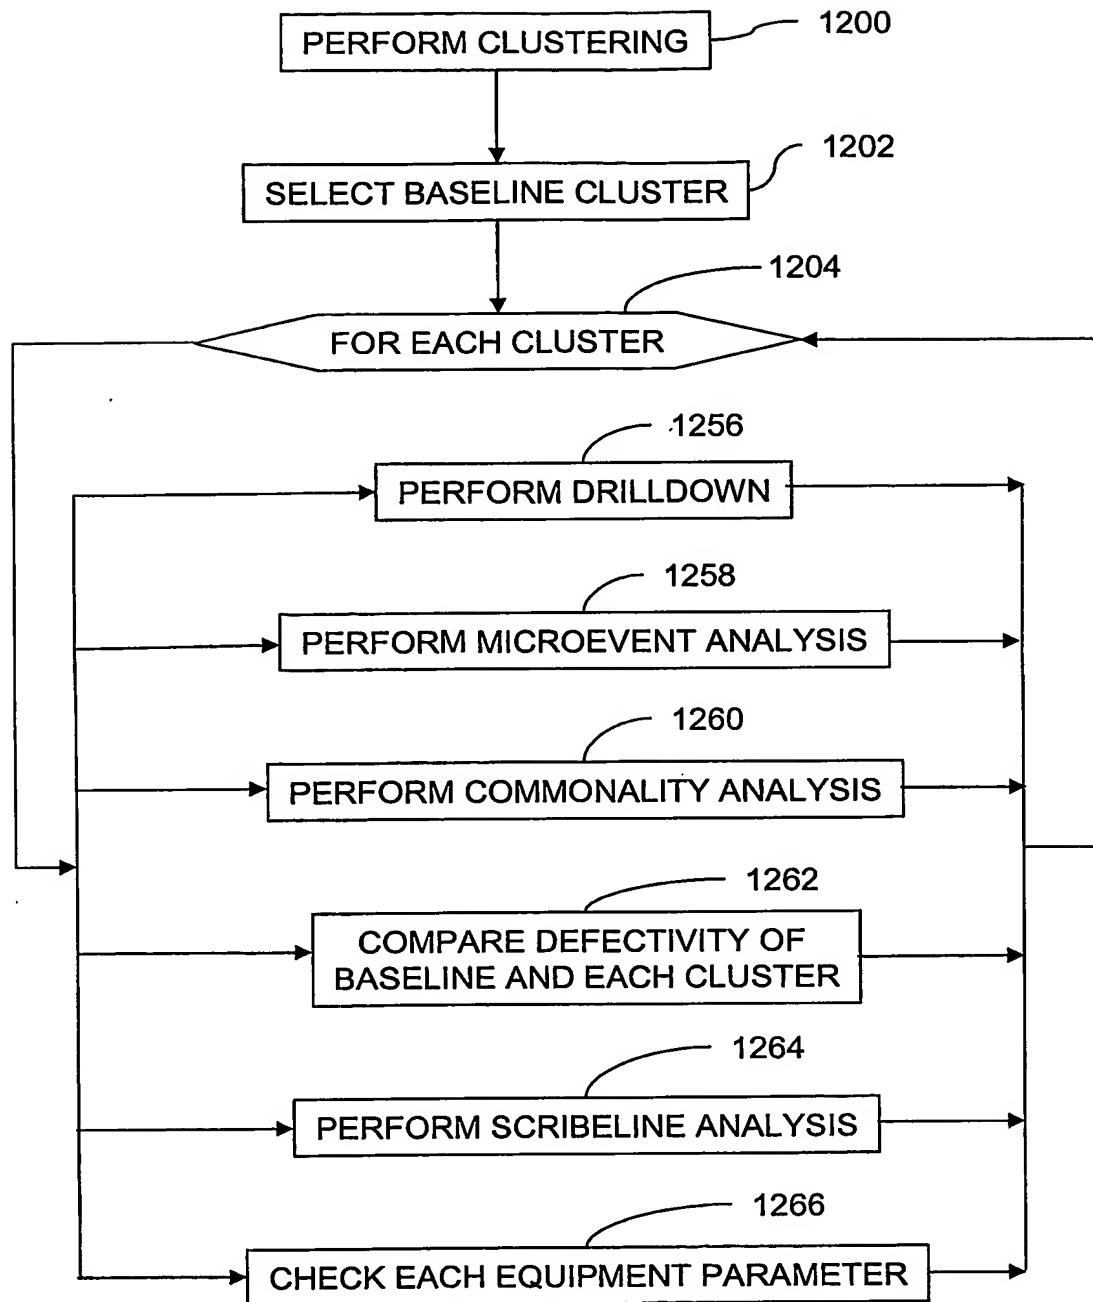 1200
PERFORM CLUSTERING
1202
SELECT BASELINE CLUSTER
1204
FOR EACH CLUSTER
1256
PERFORM DRILLDOWN
1258
PERFORM MICROEVENT ANALYSIS
1260
PERFORM COMMONALITY ANALYSIS
1262
COMPARE DEFECTIVITY OF
BASELINE AND EACH CLUSTER
1264
PERFORM SCRIBELINE ANALYSIS
1266
CHECK EACH EQUIPMENT PARAMETER